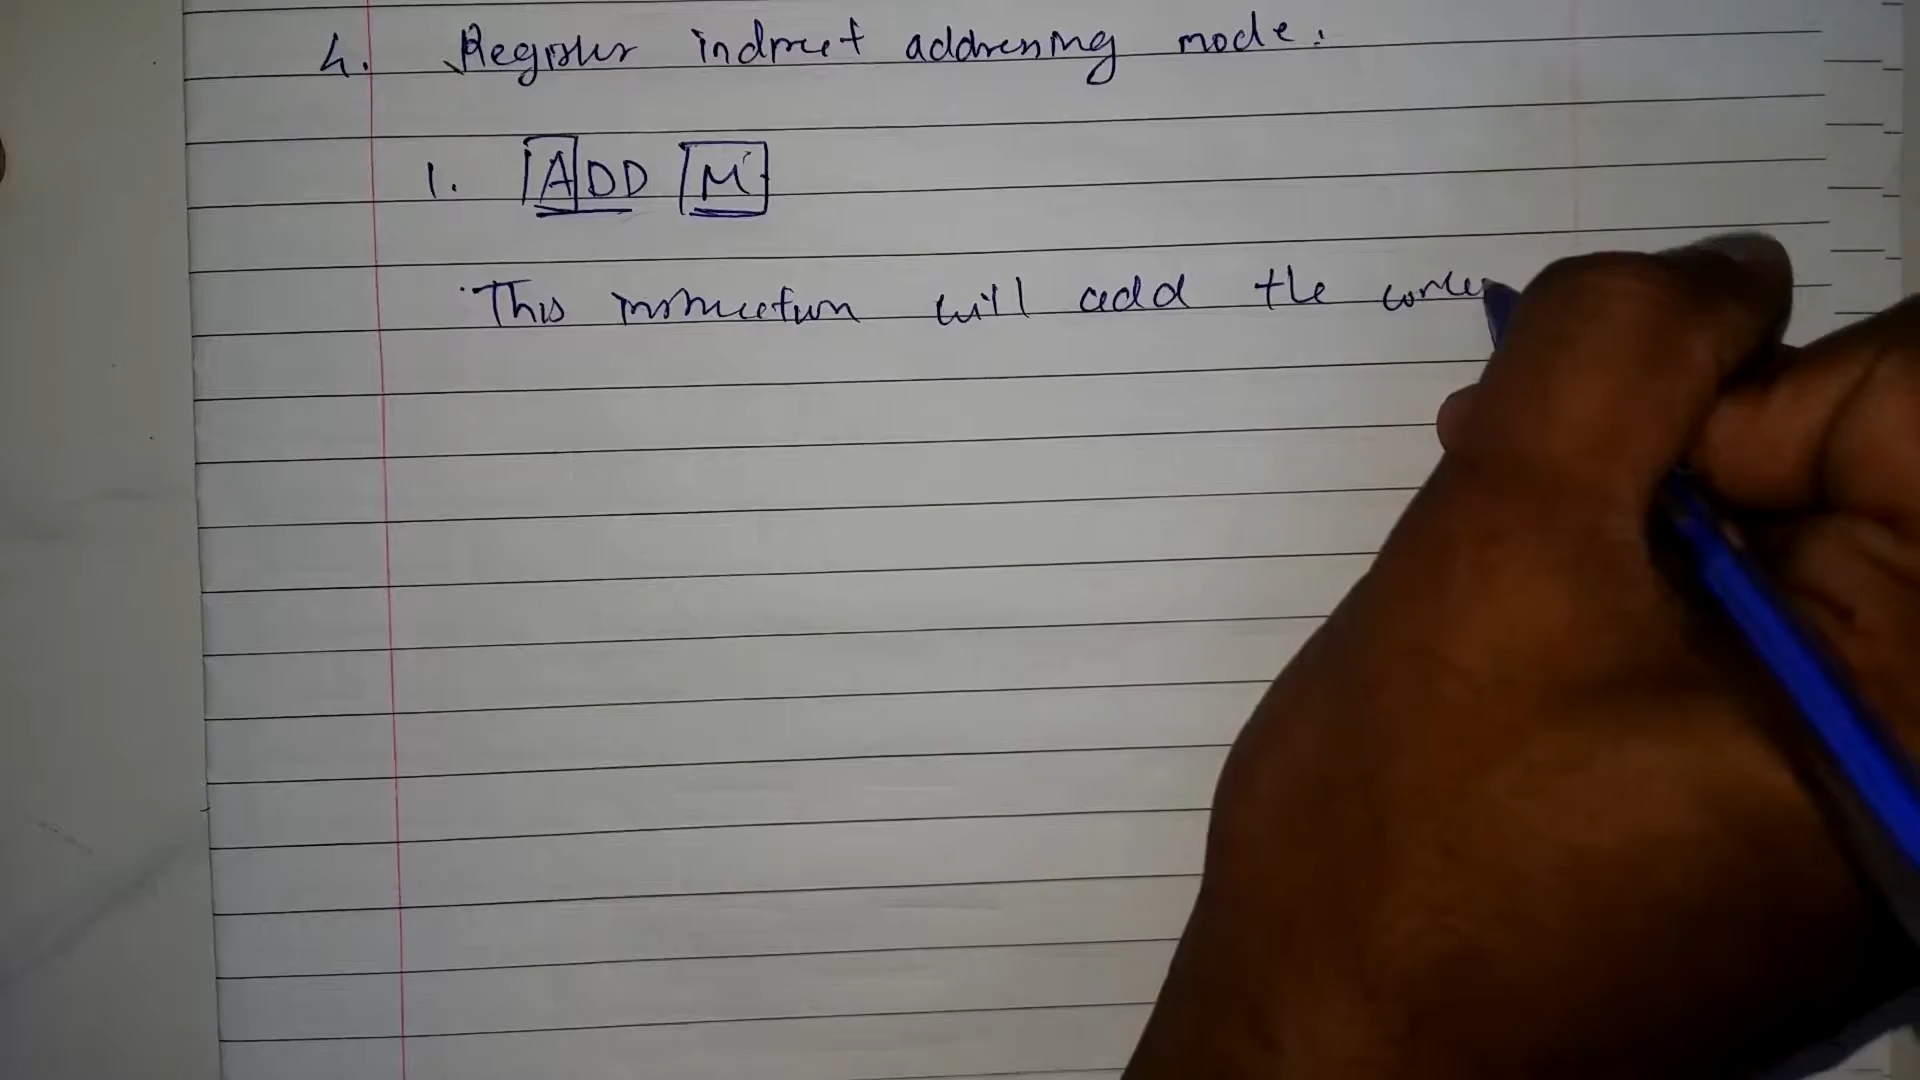 4. Register indirect addressing mode.
1. ADD M
This instruction will add the